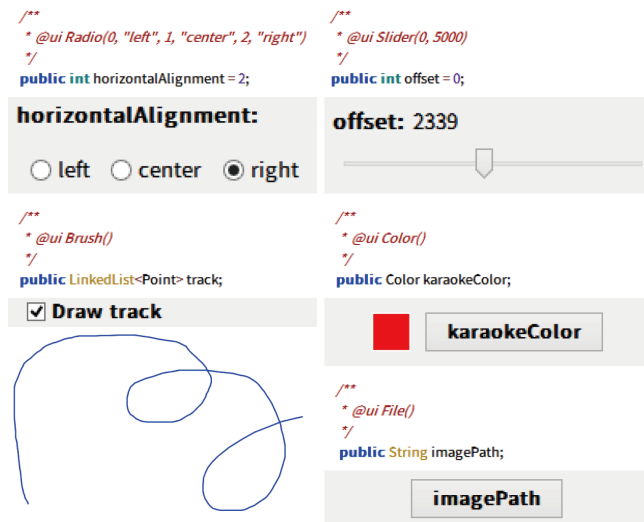 /**
* @ui Radio(0, "left", 1, "center", 2, "right")
*/
public int horizontalAlignment = 2;
horizontalAlignment:
left center right
/**
* @ui Slider(0, 5000)
*/
public int offset = 0;
offset: 2339
/**
* @ui Brush()
*/
public LinkedList<Point> track;
Draw track
/**
* @ui Color()
*/
public Color karaokeColor;
karaokeColor
/**
* @ui File()
*/
public String imagePath;
imagePath